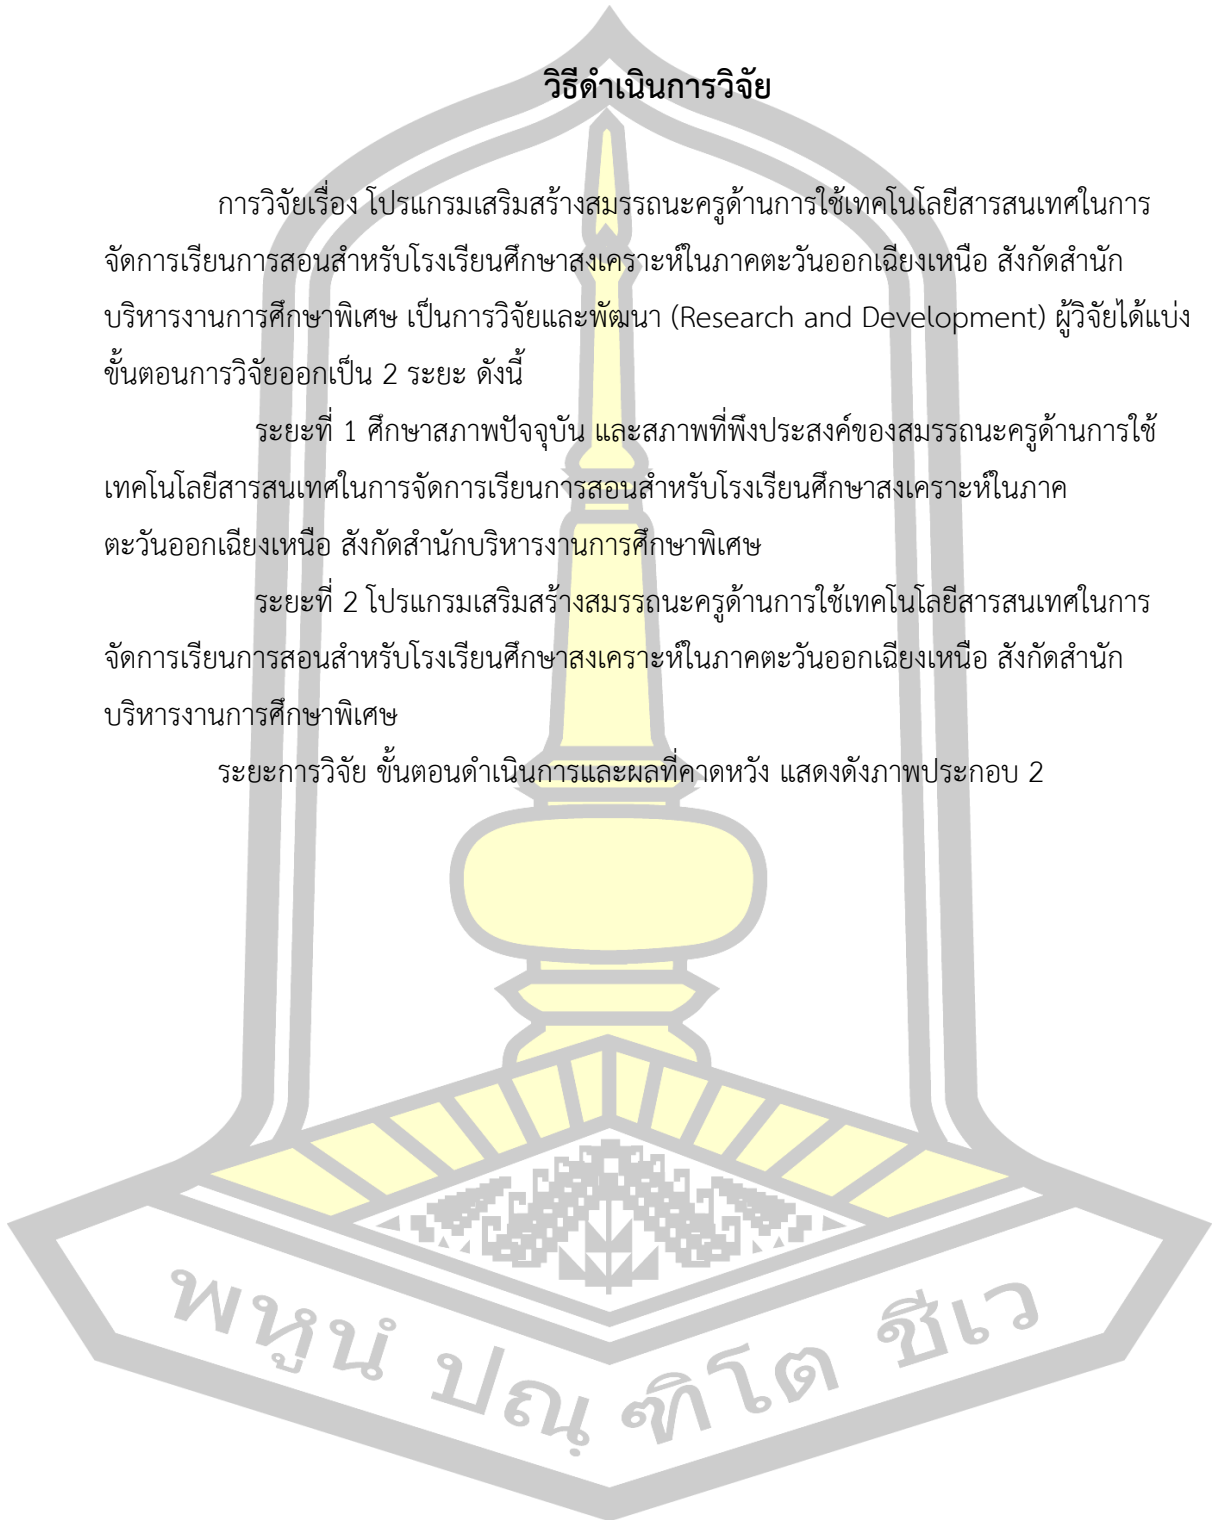 วิธีดำเนินการวิจัย
การวิจัยเรื่อง โปรแกรมเสริมสร้างสมรรถนะครูด้านการใช้เทคโนโลยีสารสนเทศในการ
จัดการเรียนการสอนสำหรับโรงเรียนศึกษาสงเคราะห์ในภาคตะวันออกเฉียงเหนือ สังกัดสำนัก
บริหารงานการศึกษาพิเศษ เป็นการวิจัยและพัฒนา (Research and Development) ผู้วิจัยได้แบ่ง
ขั้นตอนการวิจัยออกเป็น 2 ระยะ ดังนี้
ระยะที่ 1 ศึกษาสภาพปัจจุบัน และสภาพที่พึงประสงค์ของสมรรถนะครูด้านการใช้
เทคโนโลยีสารสนเทศในการจัดการเรียนการสอนสำหรับโรงเรียนศึกษาสงเคราะห์ในภาค
ตะวันออกเฉียงเหนือ สังกัดสำนักบริหารงานการศึกษาพิเศษ
ระยะที่ 2 โปรแกรมเสริมสร้างสมรรถนะครูด้านการใช้เทคโนโลยีสารสนเทศในการ
จัดการเรียนการสอนสำหรับโรงเรียนศึกษาสงเคราะห์ในภาคตะวันออกเฉียงเหนือ สังกัดสำนัก
บริหารงานการศึกษาพิเศษ
ระยะการวิจัย ขั้นตอนดำเนินการและผลที่คาดหวัง แสดงดังภาพประกอบ 2
พหูนํ ปณฺฑิโต ชีเว